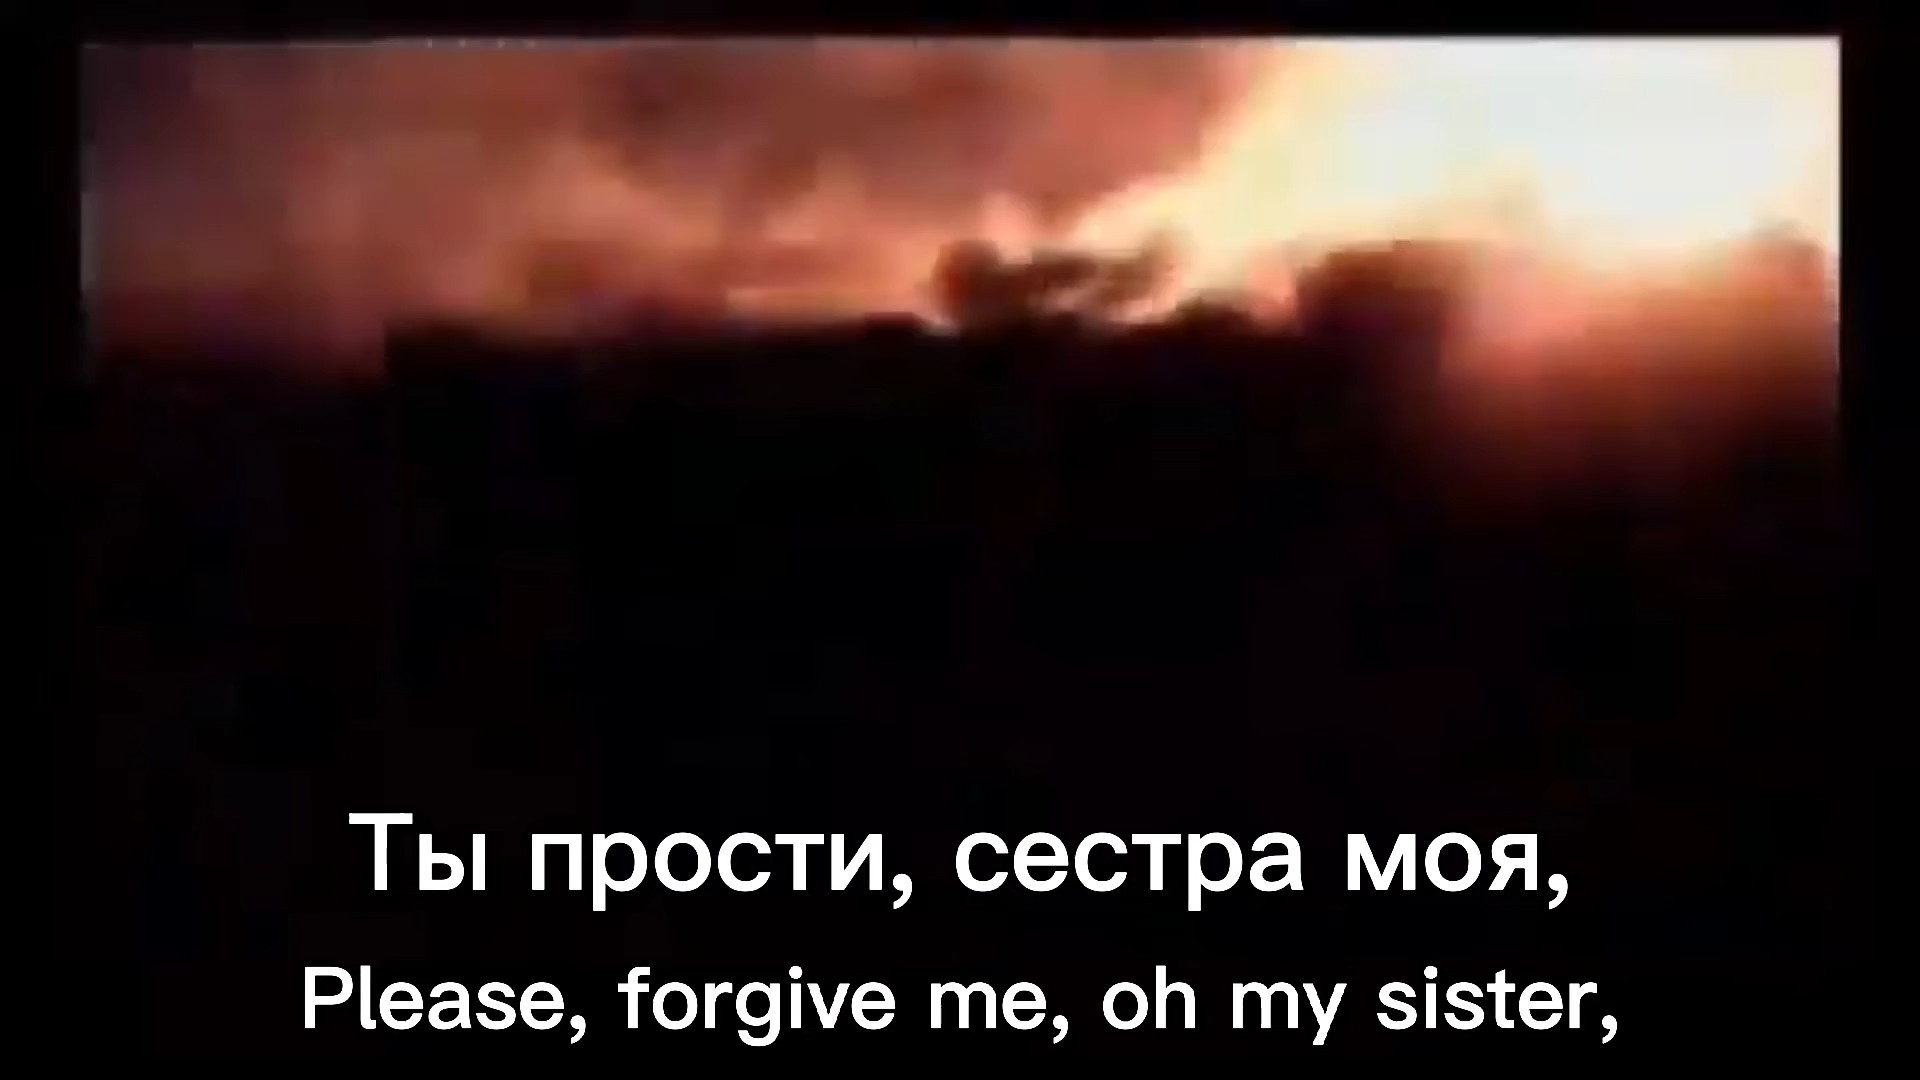 Ты прости, сестра моя,
Please, forgive me, oh my sister,